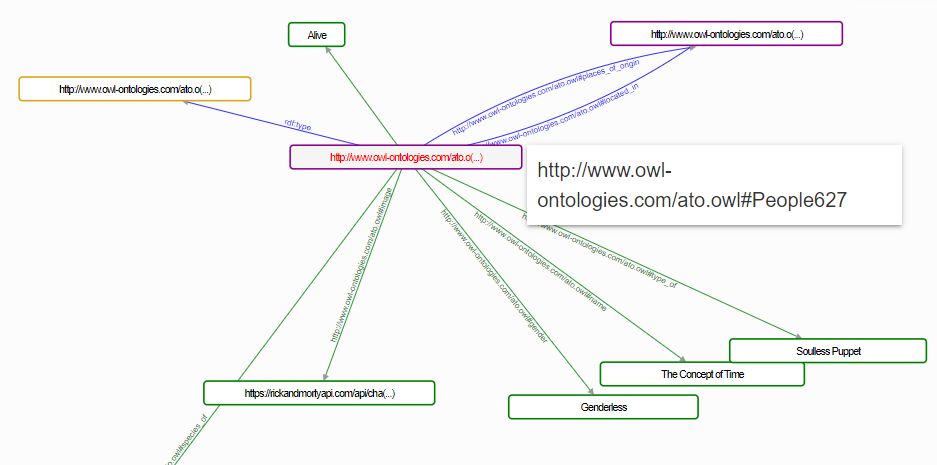 Alive
http://www.owl-ontologies.com/ato.o(...)
http://www.owl-ontologies.com/ato.o(...)
http://www.owl-ontologies.com/ato.owl#places_of_origin
/www.owl-ontologies.com/ato.owl#located_in
rdf:type
http://www.owl-ontologies.com/ato.o(...)
http://www.owl-
ontologies.com/ato.owl#People627
http://www.owl-ontologies.com/ato.owl#image
http://www.owl-ontologies.com/ato.owl#gender
http://www.owl-ontologies.com/ato.owl#name
www.owl-ontologies.com/ato.owl#type_of
Soulless Puppet
The Concept of Time
https://rickandmortyapi.com/api/cha(...)
Genderless
to.owl#species_of